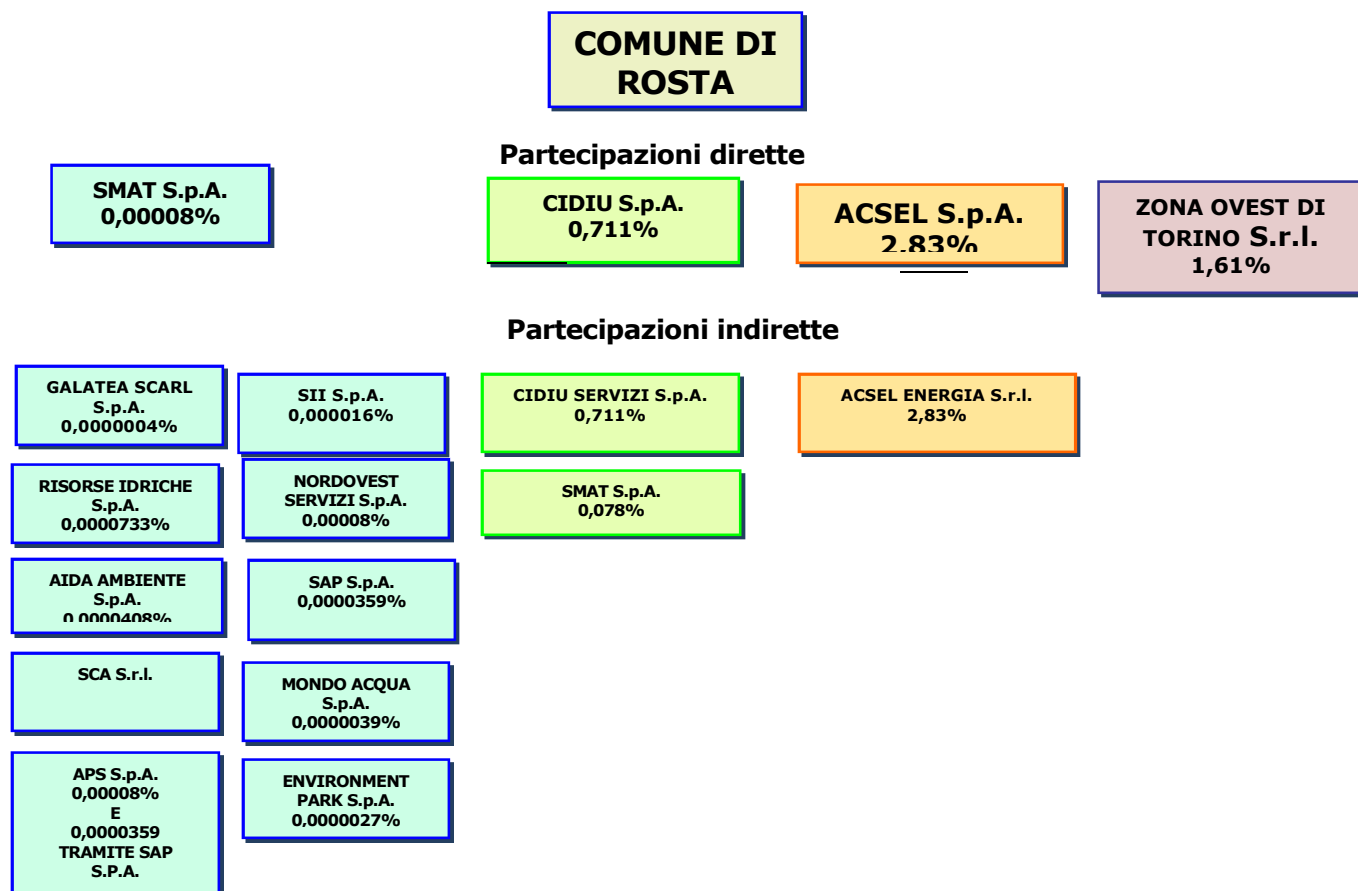 COMUNE DI
ROSTA
Partecipazioni dirette
SMAT S.p.A.
0,00008%
CIDIU S.p.A.
0,711%
ACSEL S.p.A.
2,83%
ZONA OVEST DI
TORINO S.r.l.
1,61%
Partecipazioni indirette
GALATEA SCARL
S.p.A.
0,0000004%
SII S.p.A.
0,000016%
CIDIU SERVIZI S.p.A.
0,711%
ACSEL ENERGIA S.r.l.
2,83%
RISORSE IDRICHE
S.p.A.
0,0000733%
NORDOVEST
SERVIZI S.p.A.
0,00008%
SMAT S.p.A.
0,078%
AIDA AMBIENTE
S.p.A.
0,0000408%
SAP S.p.A.
0,0000359%
SCA S.r.l.
MONDO ACQUA
S.p.A.
0,0000039%
APS S.p.A.
0,00008%
E
0,0000359
TRAMITE SAP
S.P.A.
ENVIRONMENT
PARK S.p.A.
0,0000027%